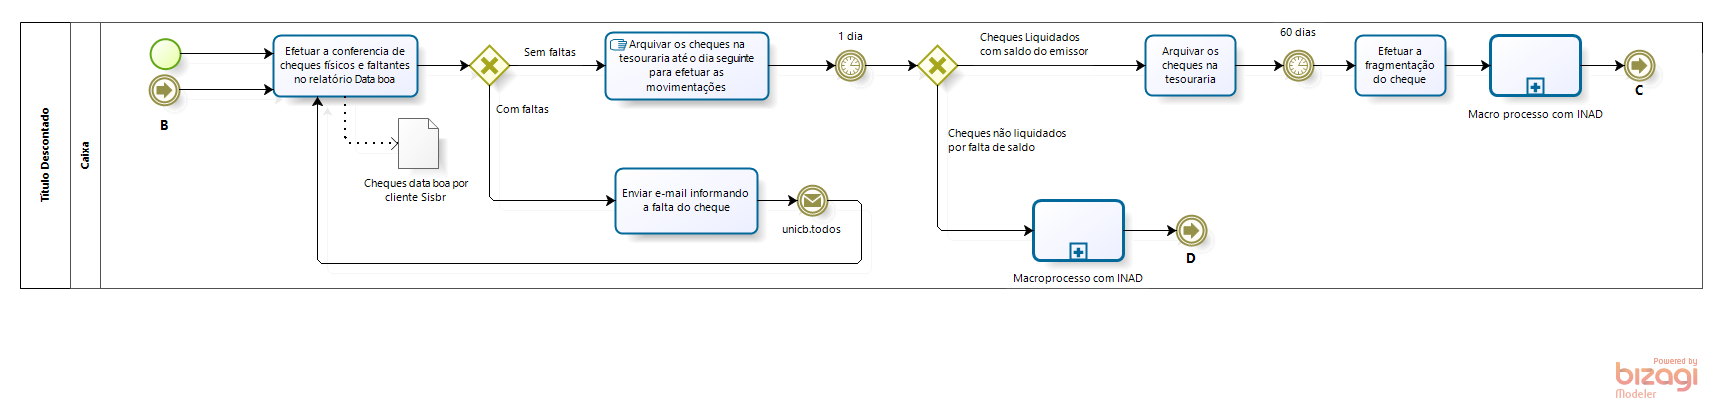 Título Descontado
Caixa
B
Efetuar a conferencia de
cheques físicos e faltantes
no relatório Data boa
Cheques data boa por
cliente Sisbr
Sem faltas
Com faltas
Arquivar os cheques na
tesouraria até o dia seguinte
para efetuar as
movimentações
Enviar e-mail informando
a falta do cheque
unicb.todos
1 dia
Cheques Liquidados
com saldo do emissor
Cheques não liquidados
por falta de saldo
Arquivar os
cheques na
tesouraria
60 dias
Efetuar a
fragmentação
do cheque
Macro processo com INAD
C
Macroprocesso com INAD
D
Powered by
bizagi
Modeler